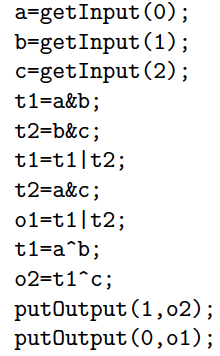 a=getInput(0);
b=getInput(1);
c=getInput(2);
t1=a&b;
t2=b&c;
t1=t1|t2;
t2=a&c;
o1=t1|t2;
t1=a^b;
o2=t1^c;
putOutput(1,o2);
putOutput(0,o1);